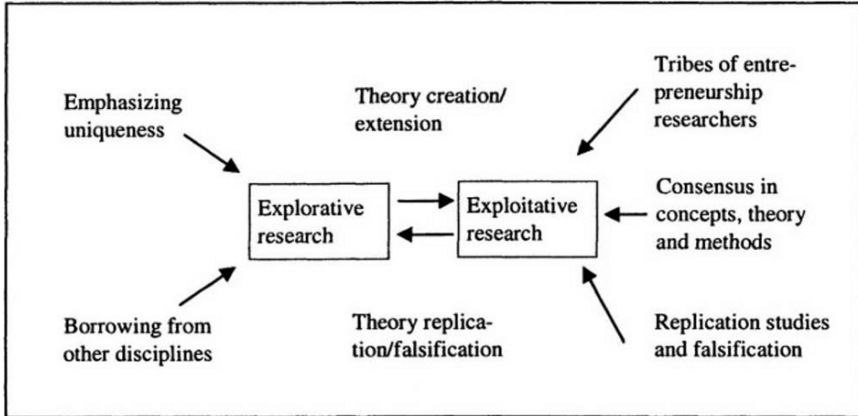 Emphasizing
uniqueness
Theory creation/
extension
Tribes of entre-
preneurship
researchers
Explorative
research
Exploitative
research
Consensus in
concepts, theory
and methods
Borrowing from
other disciplines
Theory replica-
tion/falsification
Replication studies
and falsification